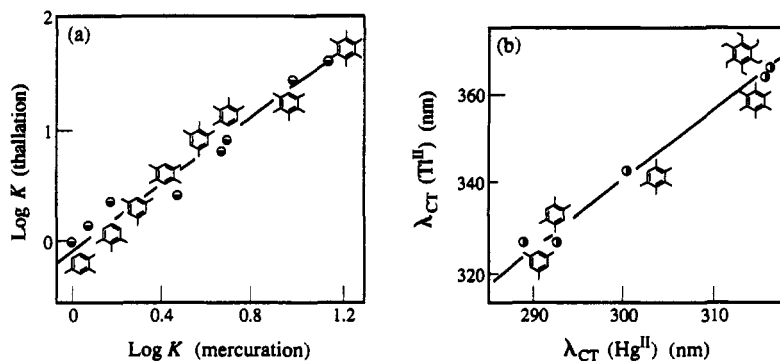 (a)
2
1
0
Log K (thallation)
0
0.4
0.8
1.2
Log K (mercuration)
(b)
360
340
320
λCT (TlII) (nm)
290
300
310
λCT (HgII) (nm)